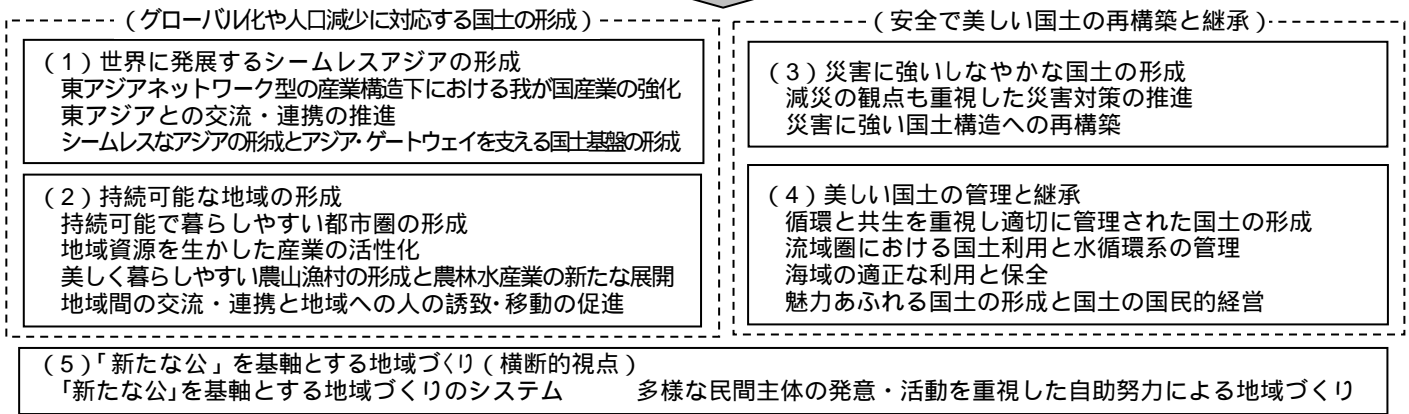 (グローバル化や人口減少に対応する国土の形成)
(1)世界に発展するシームレスアジアの形成
東アジアネットワーク型の産業構造下における我が国産業の強化
東アジアとの交流・連携の推進
シームレスなアジアの形成とアジア・ゲートウェイを支える国土基盤の形成
(2)持続可能な地域の形成
持続可能で暮らしやすい都市圏の形成
地域資源を生かした産業の活性化
美しく暮らしやすい農山漁村の形成と農林水産業の新たな展開
地域間の交流・連携と地域への人の誘致・移動の促進
(安全で美しい国土の再構築と継承)
(3)災害に強いしなやかな国土の形成
減災の観点も重視した災害対策の推進
災害に強い国土構造への再構築
(4)美しい国土の管理と継承
循環と共生を重視し適切に管理された国土の形成
流域圏における国土利用と水循環系の管理
海域の適正な利用と保全
魅力あふれる国土の形成と国土の国民的経営
(5)「新たな公」を基軸とする地域づくり(横断的視点)
「新たな公」を基軸とする地域づくりのシステム 多様な民間主体の発意・活動を重視した自助努力による地域づくり